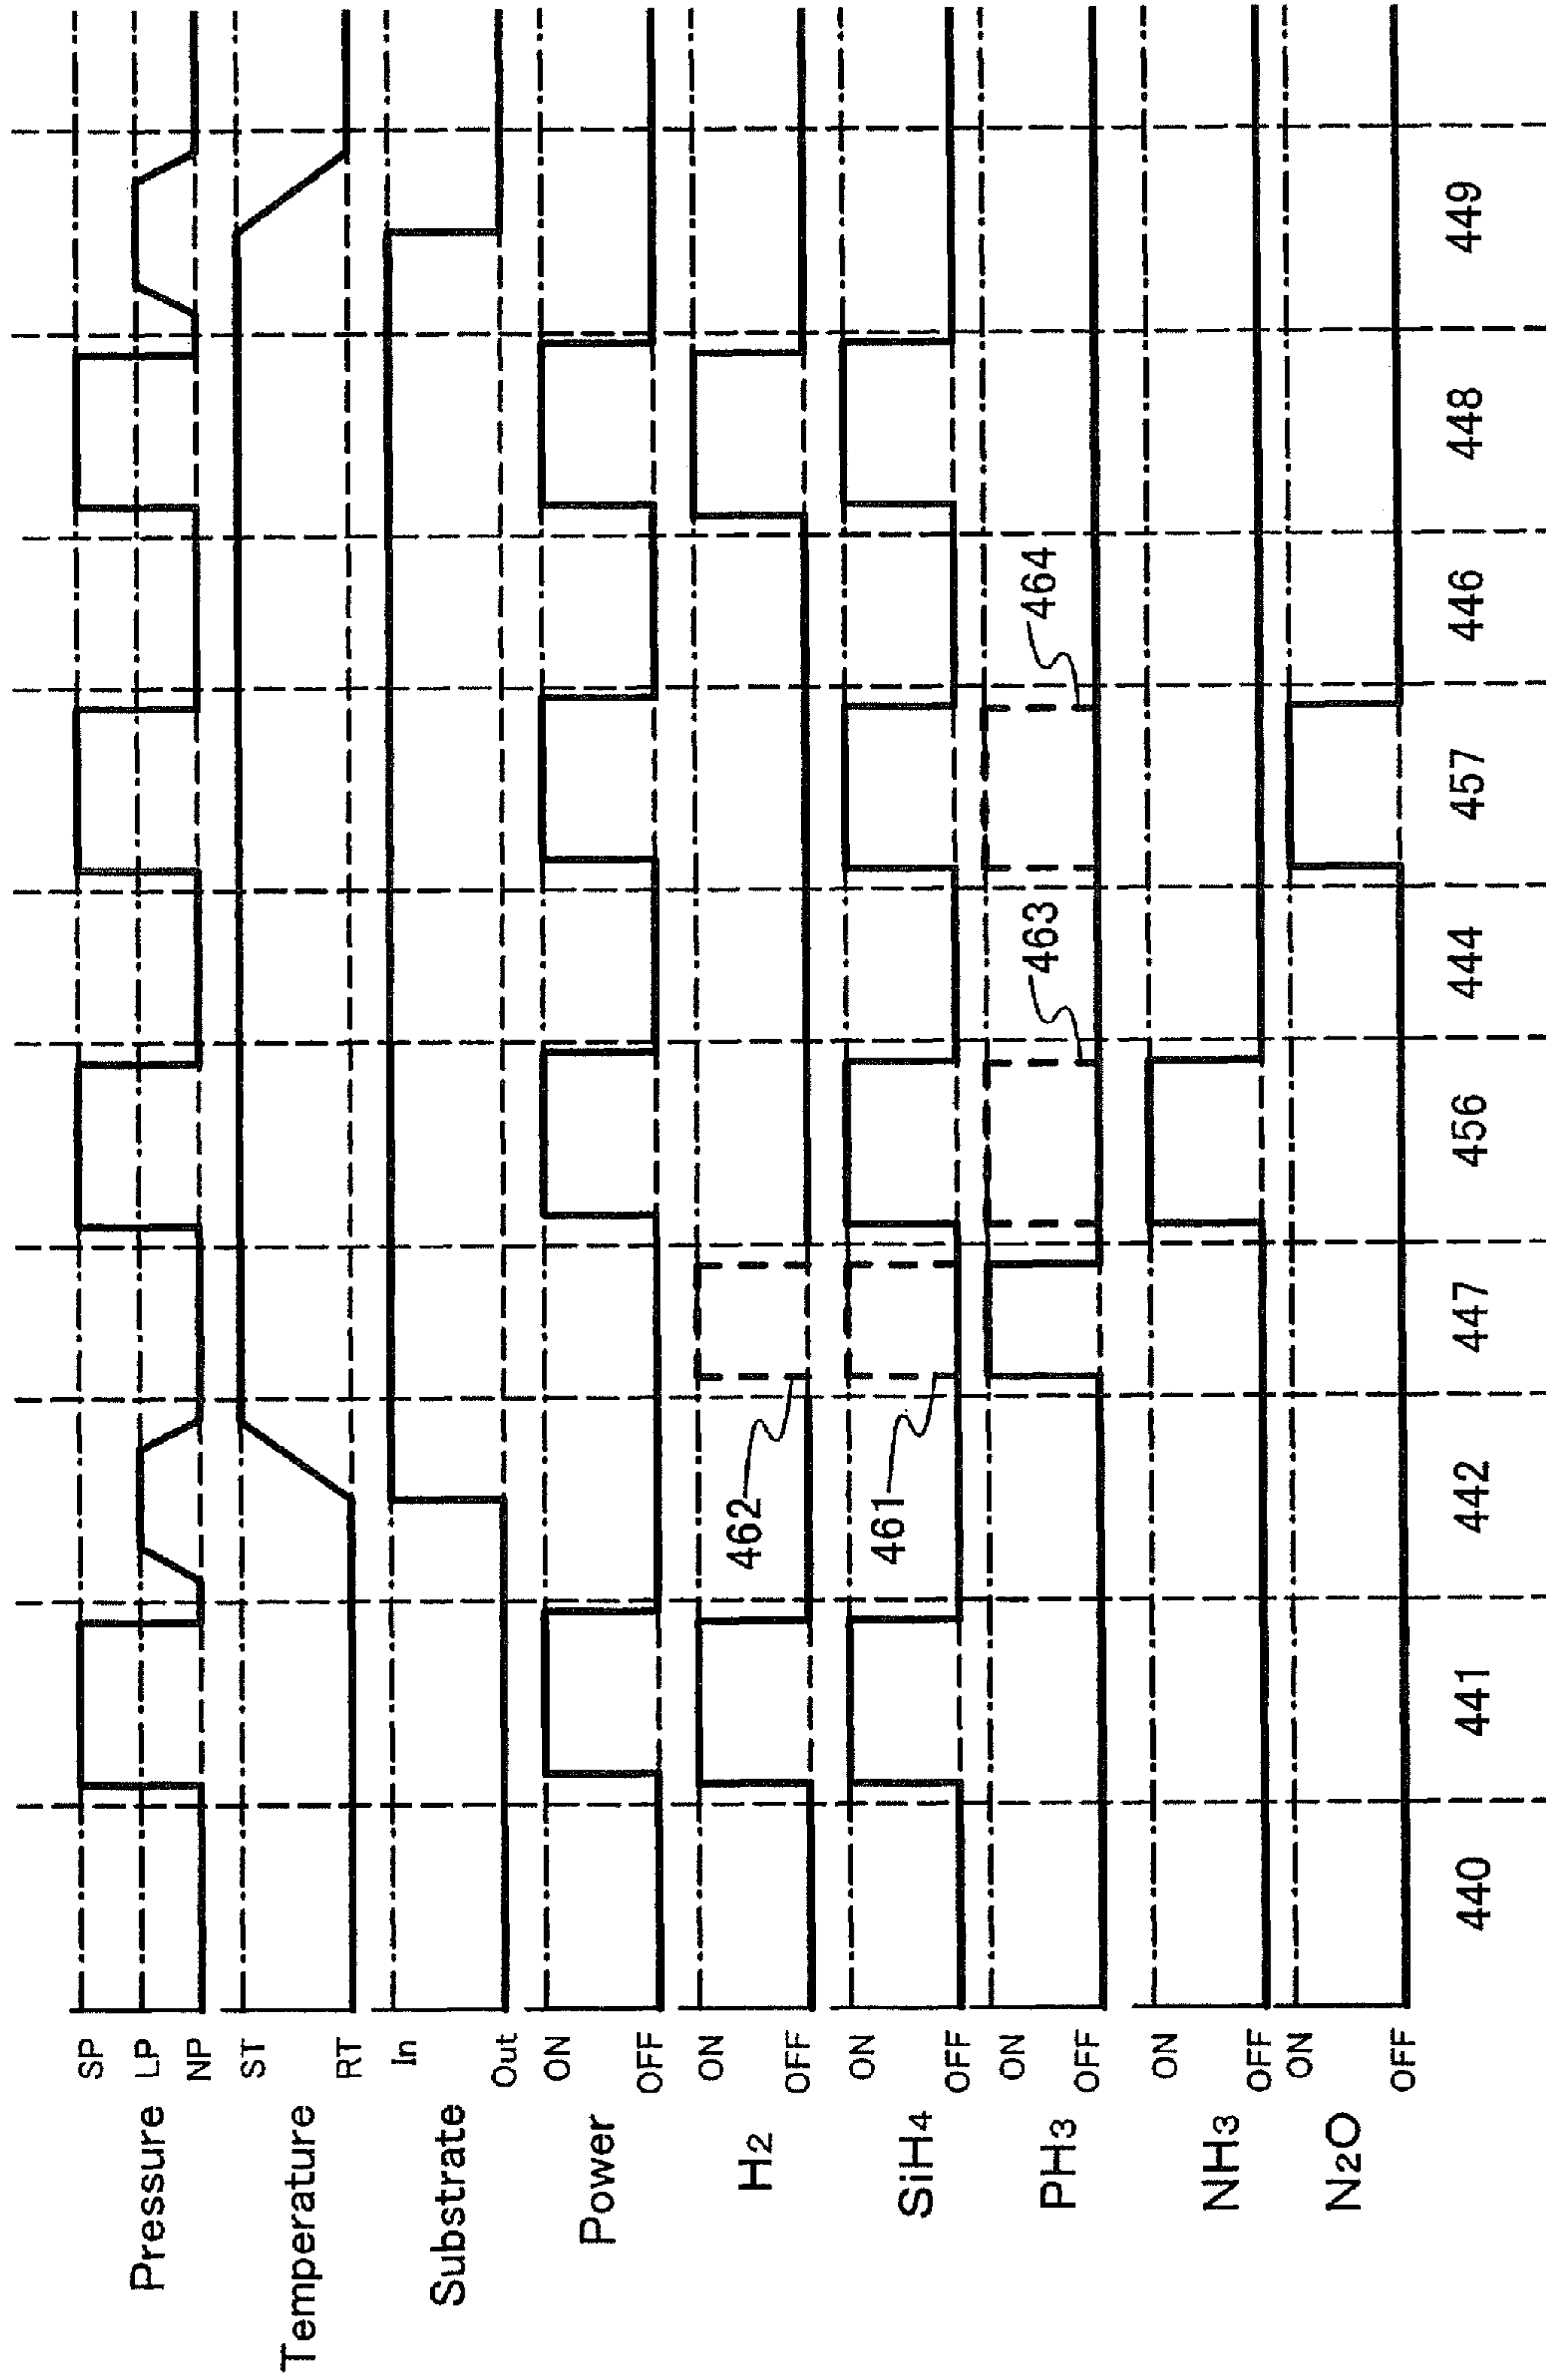 Pressure
SP
LP
NP
Temperature
ST
RT
Substrate
In
Out
Power
ON
OFF
H2
ON
OFF
462
SiH4
ON
OFF
461
PH3
ON
OFF
463
464
NH3
ON
OFF
N2O
ON
OFF
440 441 442 447 456 444 457 446 448 449